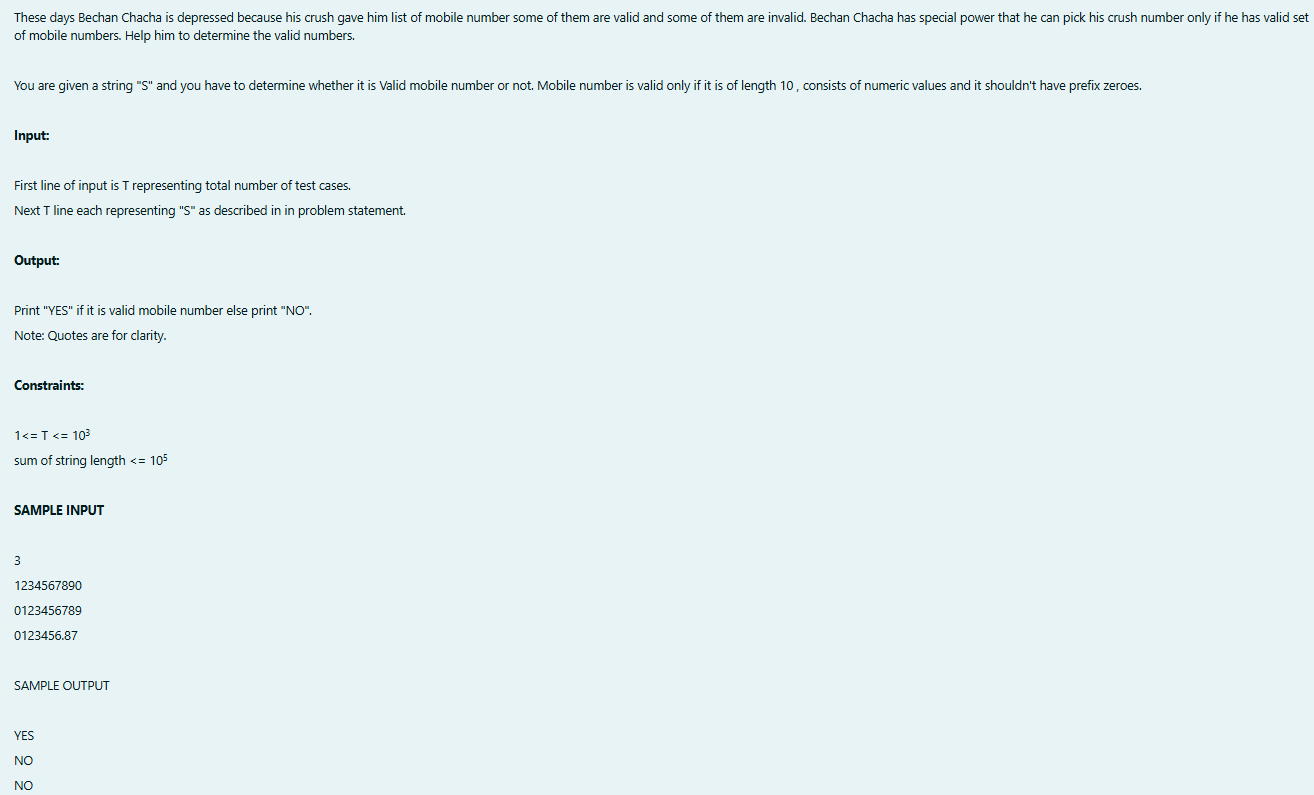 These days Bechan Chacha is depressed because his crush gave him list of mobile number some of them are valid and some of them are invalid. Bechan Chacha has special power that he can pick his crush number only if he has valid set
of mobile numbers. Help him to determine the valid numbers.
You are given a string "S" and you have to determine whether it is Valid mobile number or not. Mobile number is valid only if it is of length 10 , consists of numeric values and it shouldn't have prefix zeroes.
Input:
First line of input is T representing total number of test cases.
Next T line each representing "S" as described in in problem statement.
Output:
Print "YES" if it is valid mobile number else print "NO".
Note: Quotes are for clarity.
Constraints:
1<= T <= 10³
sum of string length <= 10⁵
SAMPLE INPUT
3
1234567890
0123456789
0123456.87
SAMPLE OUTPUT
YES
NO
NO